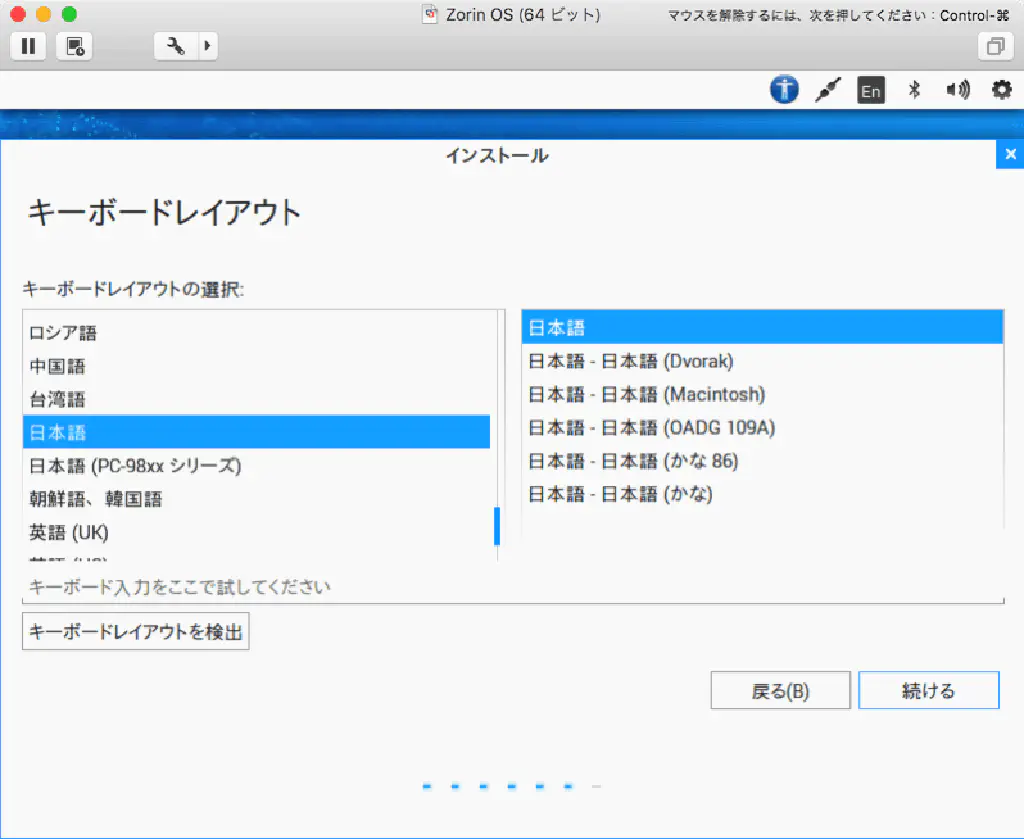 Zorin OS (64 ビット)
マウスを解除するには、次を押してください：Control-⌘
En
インストール
キーボードレイアウト
キーボードレイアウトの選択:
ロシア語
中国語
台湾語
日本語
日本語 (PC-98xx シリーズ)
朝鮮語、韓国語
英語 (UK)
日本語
日本語 - 日本語 (Dvorak)
日本語 - 日本語 (Macintosh)
日本語 - 日本語 (OADG 109A)
日本語 - 日本語 (かな 86)
日本語 - 日本語 (かな)
キーボード入力をここで試してください
キーボードレイアウトを検出
戻る(B)
続ける